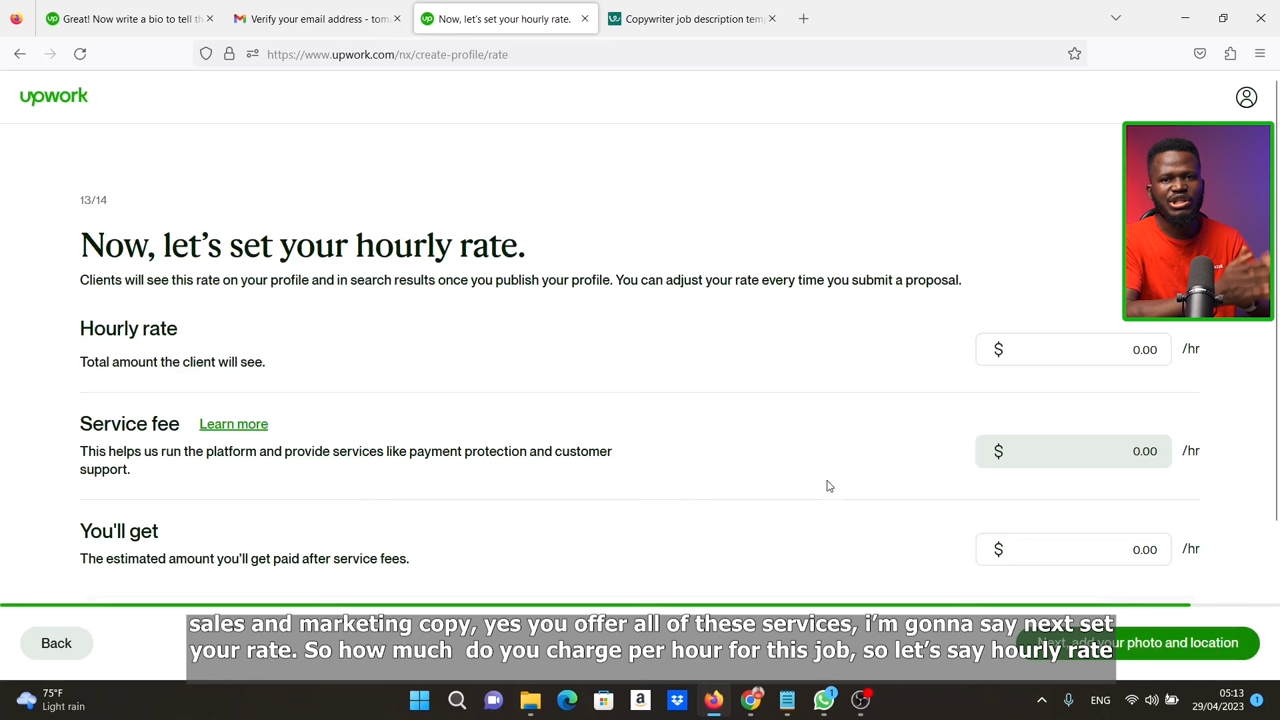 Great! Now write a bio to tell th
Verify your email address - tom
Now, let's set your hourly rate.
Copywriter job description temp
https://www.upwork.com/nx/create-profile/rate
upwork
13/14
Now, let's set your hourly rate.
Clients will see this rate on your profile and in search results once you publish your profile. You can adjust your rate every time you submit a proposal.
Hourly rate
Total amount the client will see.
$ 0.00 /hr
Service fee Learn more
This helps us run the platform and provide services like payment protection and customer
support.
$ 0.00 /hr
You'll get
The estimated amount you'll get paid after service fees.
$ 0.00 /hr
Back
Next, add your photo and location
sales and marketing copy, yes you offer all of these services, i'm gonna say next set
your rate. So how much do you charge per hour for this job, so let's say hourly rate
75°F
Light rain
ENG
05:13
29/04/2023